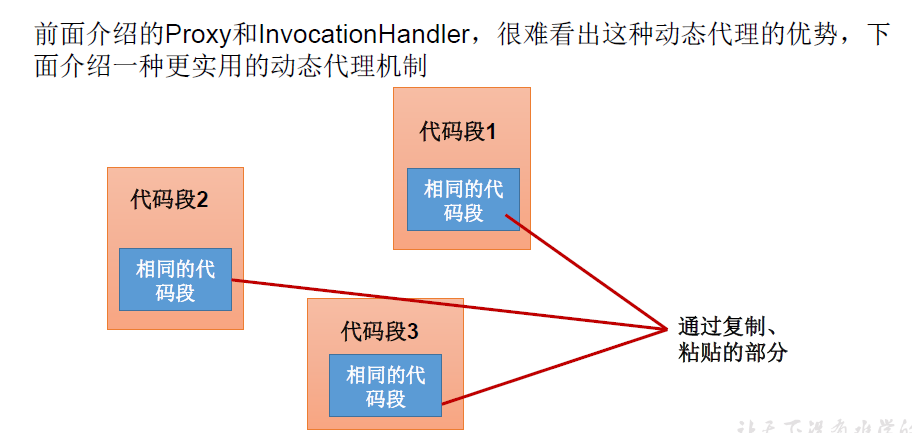 前面介绍的Proxy和InvocationHandler，很难看出这种动态代理的优势，下
面介绍一种更实用的动态代理机制
代码段1
相同的代
码段
代码段2
相同的代
码段
代码段3
相同的代
码段
通过复制、
粘贴的部分